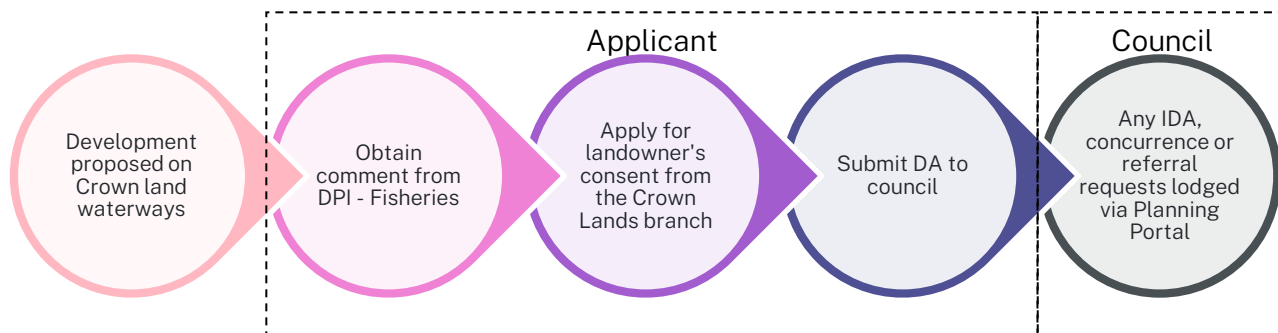 Applicant
Council
Development
proposed on
Crown land
waterways
Obtain
comment from
DPI - Fisheries
Apply for
landowner's
consent from
the Crown
Lands branch
Submit DA to
council
Any IDA,
concurrence or
referral
requests lodged
via Planning
Portal